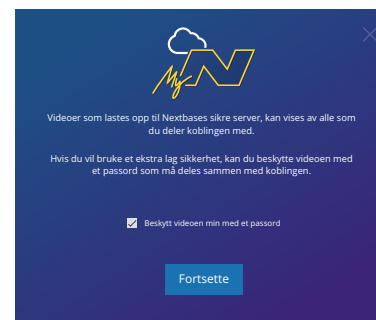 My N
Videoer som lastes opp til Nextbases sikre server, kan vises av alle som
du deler koblingen med.
Hvis du vil bruke et ekstra lag sikkerhet, kan du beskytte videoen med
et passord som må deles sammen med koblingen.
Beskytt videoen min med et passord
Fortsette